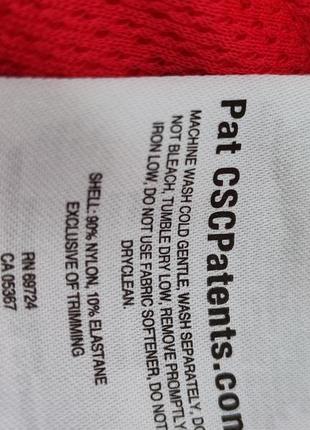 Pat CSCPatents.com
MACHINE WASH COLD GENTLE, WASH SEPARATELY, DO
NOT BLEACH, TUMBLE DRY LOW, REMOVE PROMPTLY
IRON LOW, DO NOT USE FABRIC SOFTENER, DO NOT
DRYCLEAN.
SHELL: 90% NYLON, 10% ELASTANE
EXCLUSIVE OF TRIMMING
RN 69724
CA 05367